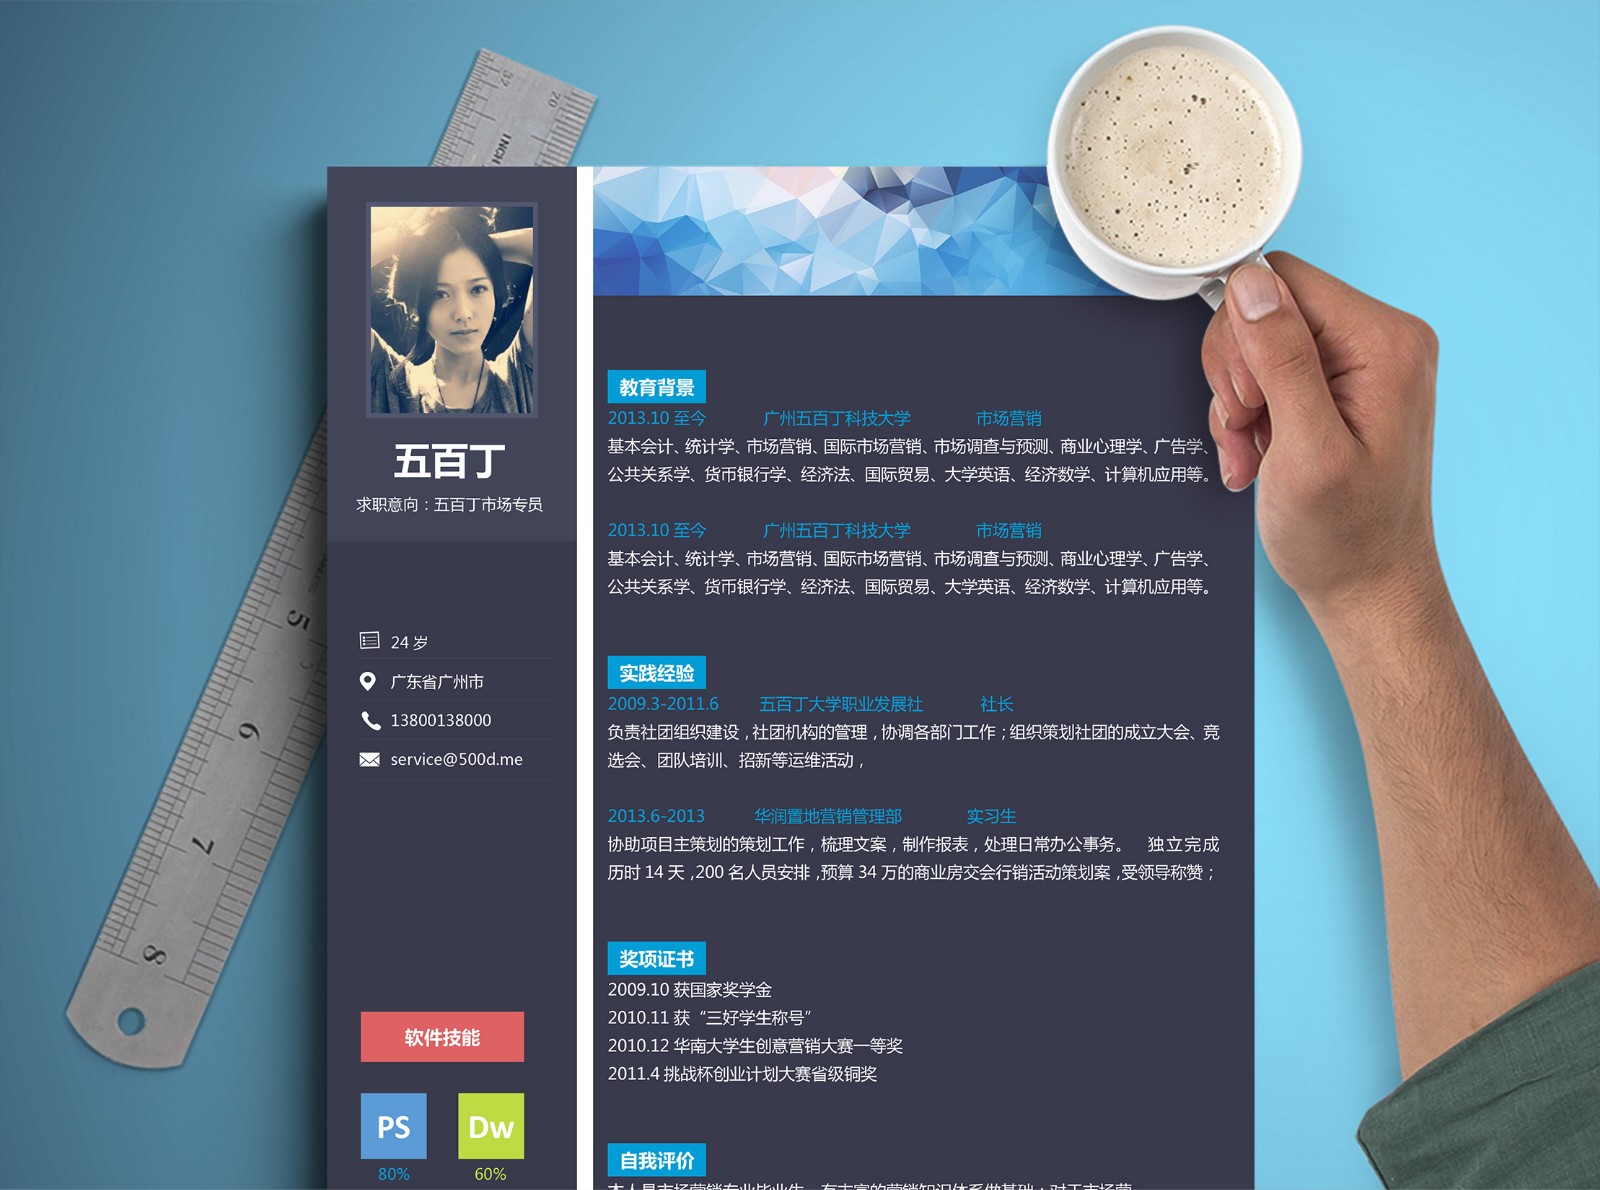 32
20
INCH
五百丁
求职意向：五百丁市场专员
24 岁
广东省广州市
13800138000
service@500d.me
软件技能
PS
Dw
80%
60%
教育背景
2013.10 至今 广州五百丁科技大学 市场营销
基本会计、统计学、市场营销、国际市场营销、市场调查与预测、商业心理学、广告学、
公共关系学、货币银行学、经济法、国际贸易、大学英语、经济数学、计算机应用等。
2013.10 至今 广州五百丁科技大学 市场营销
基本会计、统计学、市场营销、国际市场营销、市场调查与预测、商业心理学、广告学、
公共关系学、货币银行学、经济法、国际贸易、大学英语、经济数学、计算机应用等。
实践经验
2009.3-2011.6 五百丁大学职业发展社 社长
负责社团组织建设，社团机构的管理，协调各部门工作；组织策划社团的成立大会、竞
选会、团队培训、招新等运维活动，
2013.6-2013 华润置地营销管理部 实习生
协助项目主策划的策划工作，梳理文案，制作报表，处理日常办公事务。 独立完成
历时 14 天，200 名人员安排，预算 34 万的商业房交会行销活动策划案，受领导称赞；
奖项证书
2009.10 获国家奖学金
2010.11 获“三好学生称号”
2010.12 华南大学生创意营销大赛一等奖
2011.4 挑战杯创业计划大赛省级铜奖
自我评价
5
6
7
8